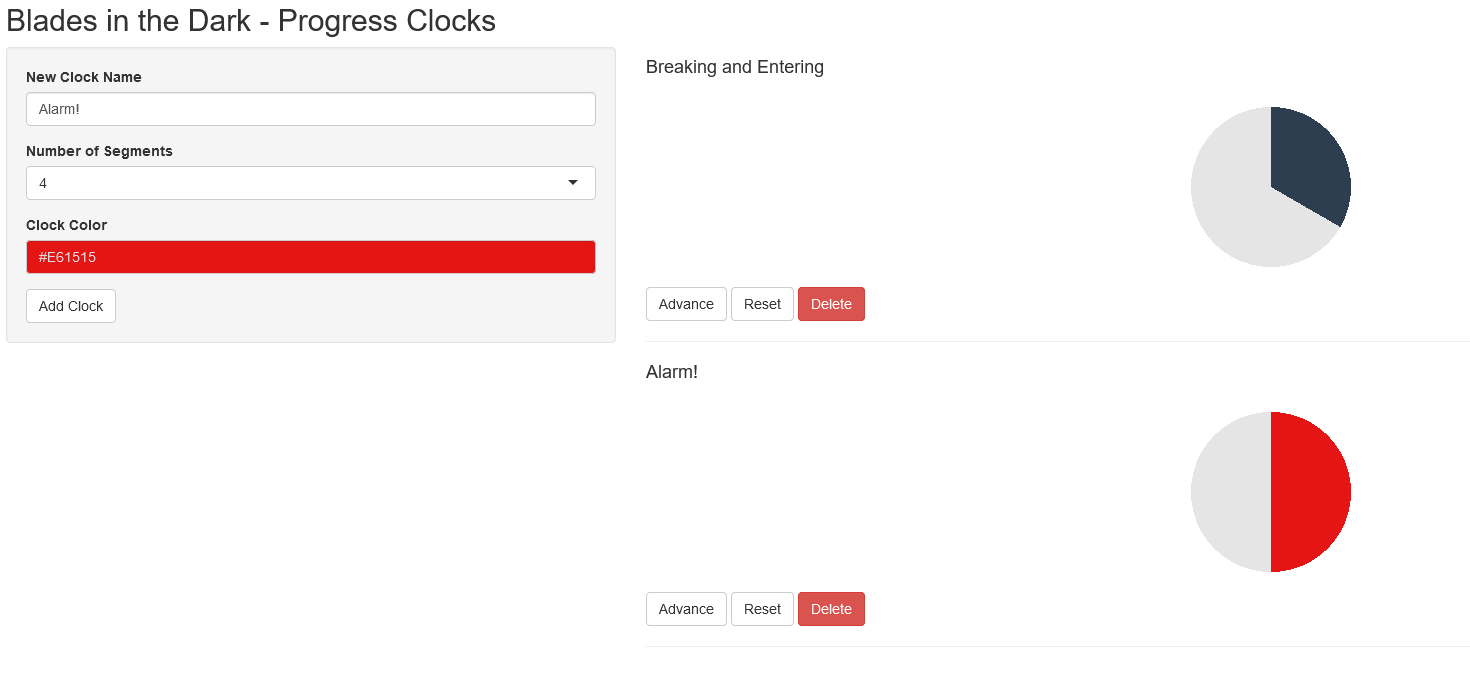 Blades in the Dark - Progress Clocks
New Clock Name
Alarm!
Number of Segments
4
Clock Color
#E61515
Add Clock
Breaking and Entering
Advance Reset Delete
Alarm!
Advance Reset Delete